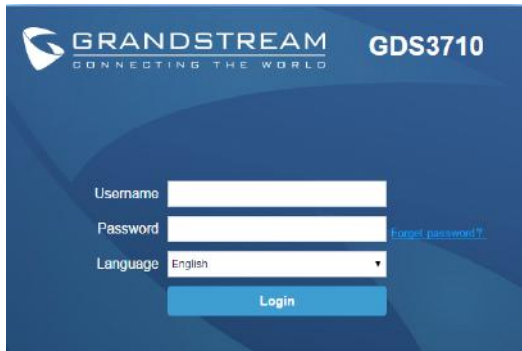 GRANDSTREAM
CONNECTING THE WORLD
GDS3710
Username
Password
Forget password?
Language English
Login